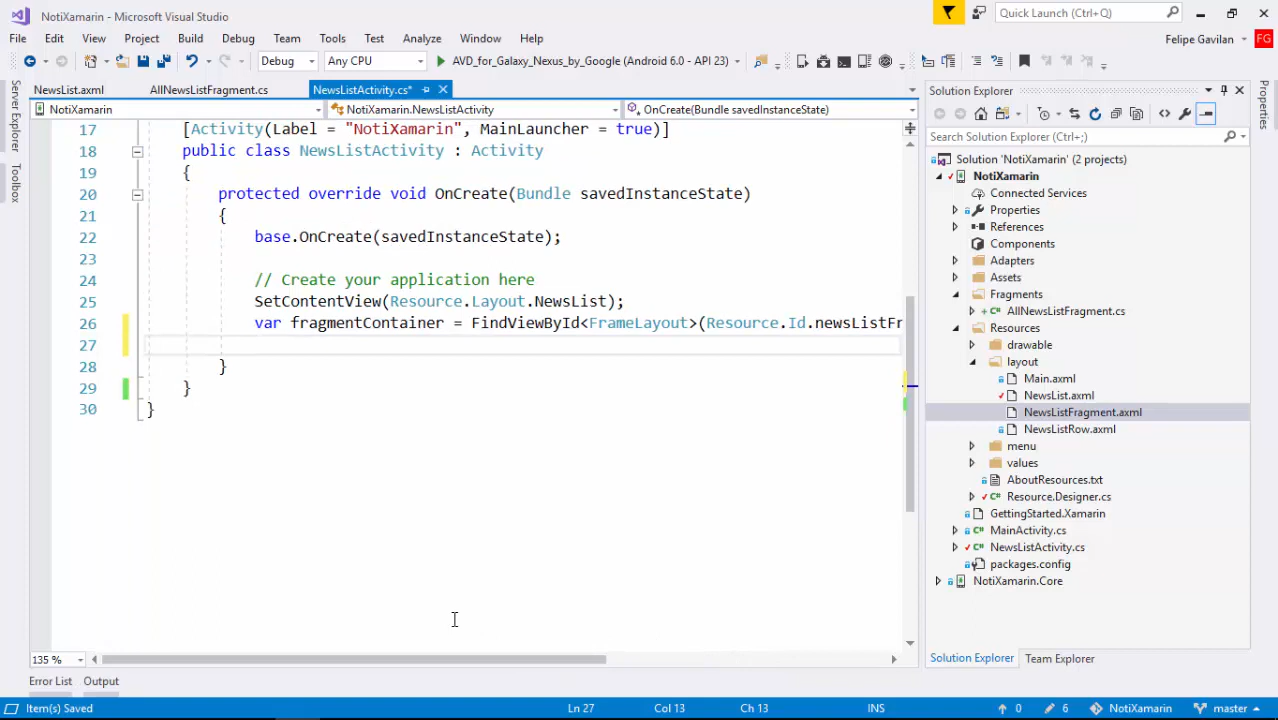 NotiXamarin - Microsoft Visual Studio
Quick Launch (Ctrl+Q)
File Edit View Project Build Debug Team Tools Test Analyze Window Help
Felipe Gavilan FG
Debug Any CPU AVD_for_Galaxy_Nexus_by_Google (Android 6.0 - API 23)
Server Explorer
Toolbox
NewsList.axml AllNewsListFragment.cs NewsListActivity.cs*
NotiXamarin NotiXamarin.NewsListActivity OnCreate(Bundle savedInstanceState)
17 [Activity(Label = "NotiXamarin", MainLauncher = true)]
18 public class NewsListActivity : Activity
19 {
20 protected override void OnCreate(Bundle savedInstanceState)
21 {
22 base.OnCreate(savedInstanceState);
23
24 // Create your application here
25 SetContentView(Resource.Layout.NewsList);
26 var fragmentContainer = FindViewById<FrameLayout>(Resource.Id.newsListFr
27
28 }
29 }
30 }
135 %
Error List Output
Solution Explorer
Search Solution Explorer (Ctrl+;)
Solution 'NotiXamarin' (2 projects)
NotiXamarin
Connected Services
Properties
References
Components
Adapters
Assets
Fragments
AllNewsListFragment.cs
Resources
drawable
layout
Main.axml
NewsList.axml
NewsListFragment.axml
NewsListRow.axml
menu
values
AboutResources.txt
Resource.Designer.cs
GettingStarted.Xamarin
MainActivity.cs
NewsListActivity.cs
packages.config
NotiXamarin.Core
Solution Explorer Team Explorer
Properties
Item(s) Saved Ln 27 Col 13 Ch 13 INS 0 6 NotiXamarin master